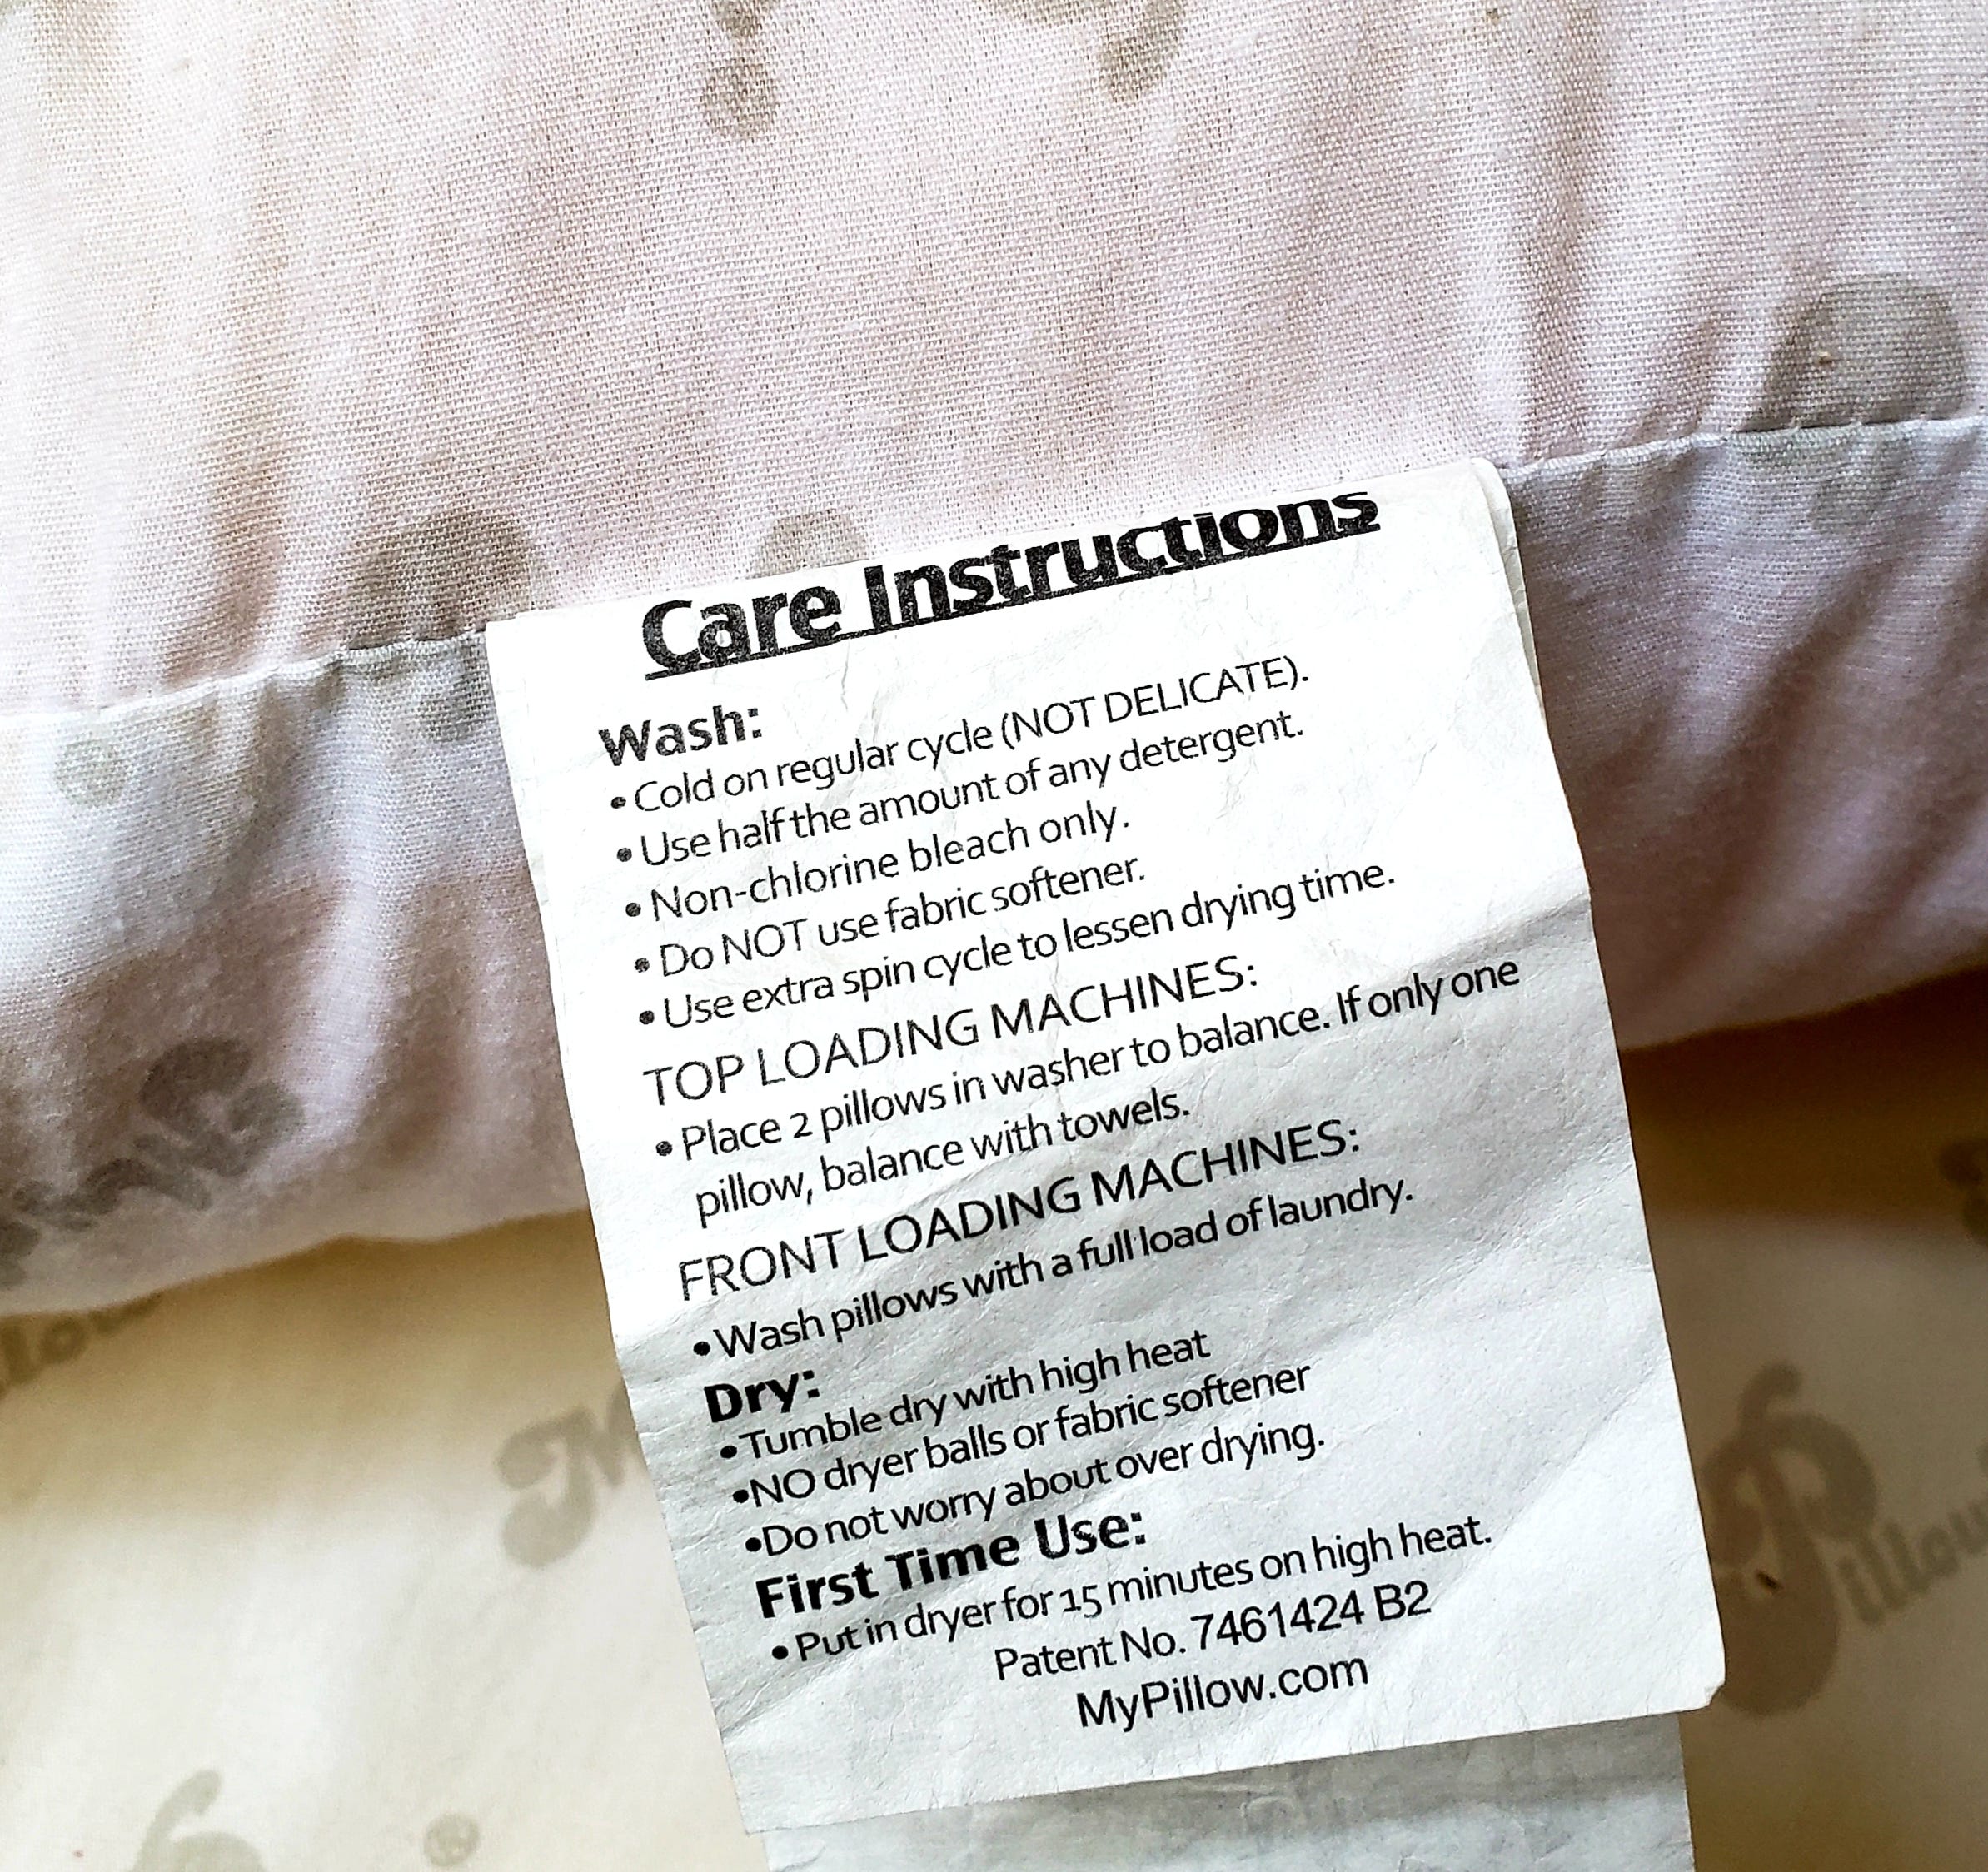 Care Instructions
Wash:
• Cold on regular cycle (NOT DELICATE).
• Use half the amount of any detergent.
• Non-chlorine bleach only.
• Do NOT use fabric softener.
• Use extra spin cycle to lessen drying time.
TOP LOADING MACHINES:
• Place 2 pillows in washer to balance. If only one
pillow, balance with towels.
FRONT LOADING MACHINES:
• Wash pillows with a full load of laundry.
Dry:
•Tumble dry with high heat
•NO dryer balls or fabric softener
•Do not worry about over drying.
First Time Use:
• Put in dryer for 15 minutes on high heat.
Patent No. 7461424 B2
MyPillow.com
Pillow
®